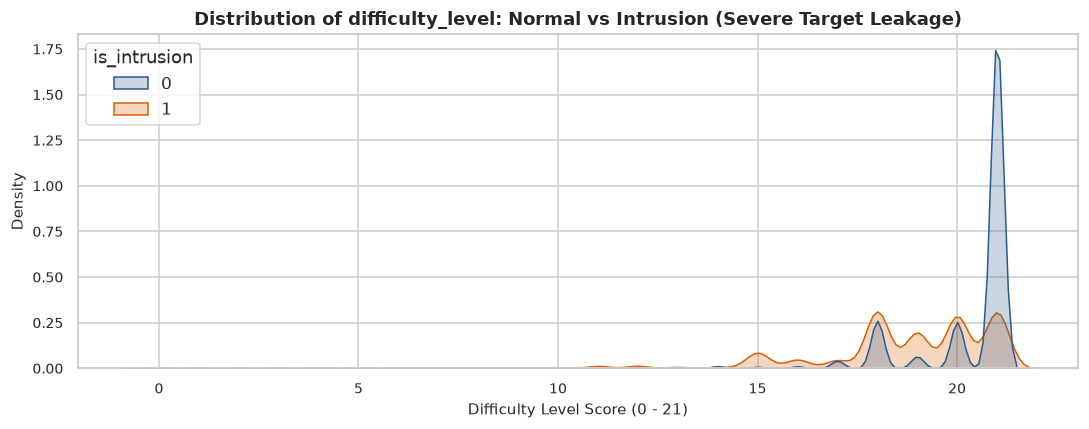 Distribution of difficulty_level: Normal vs Intrusion (Severe Target Leakage)
is_intrusion
0
1
Density
1.75
1.50
1.25
1.00
0.75
0.50
0.25
0.00
0 5 10 15 20
Difficulty Level Score (0 - 21)